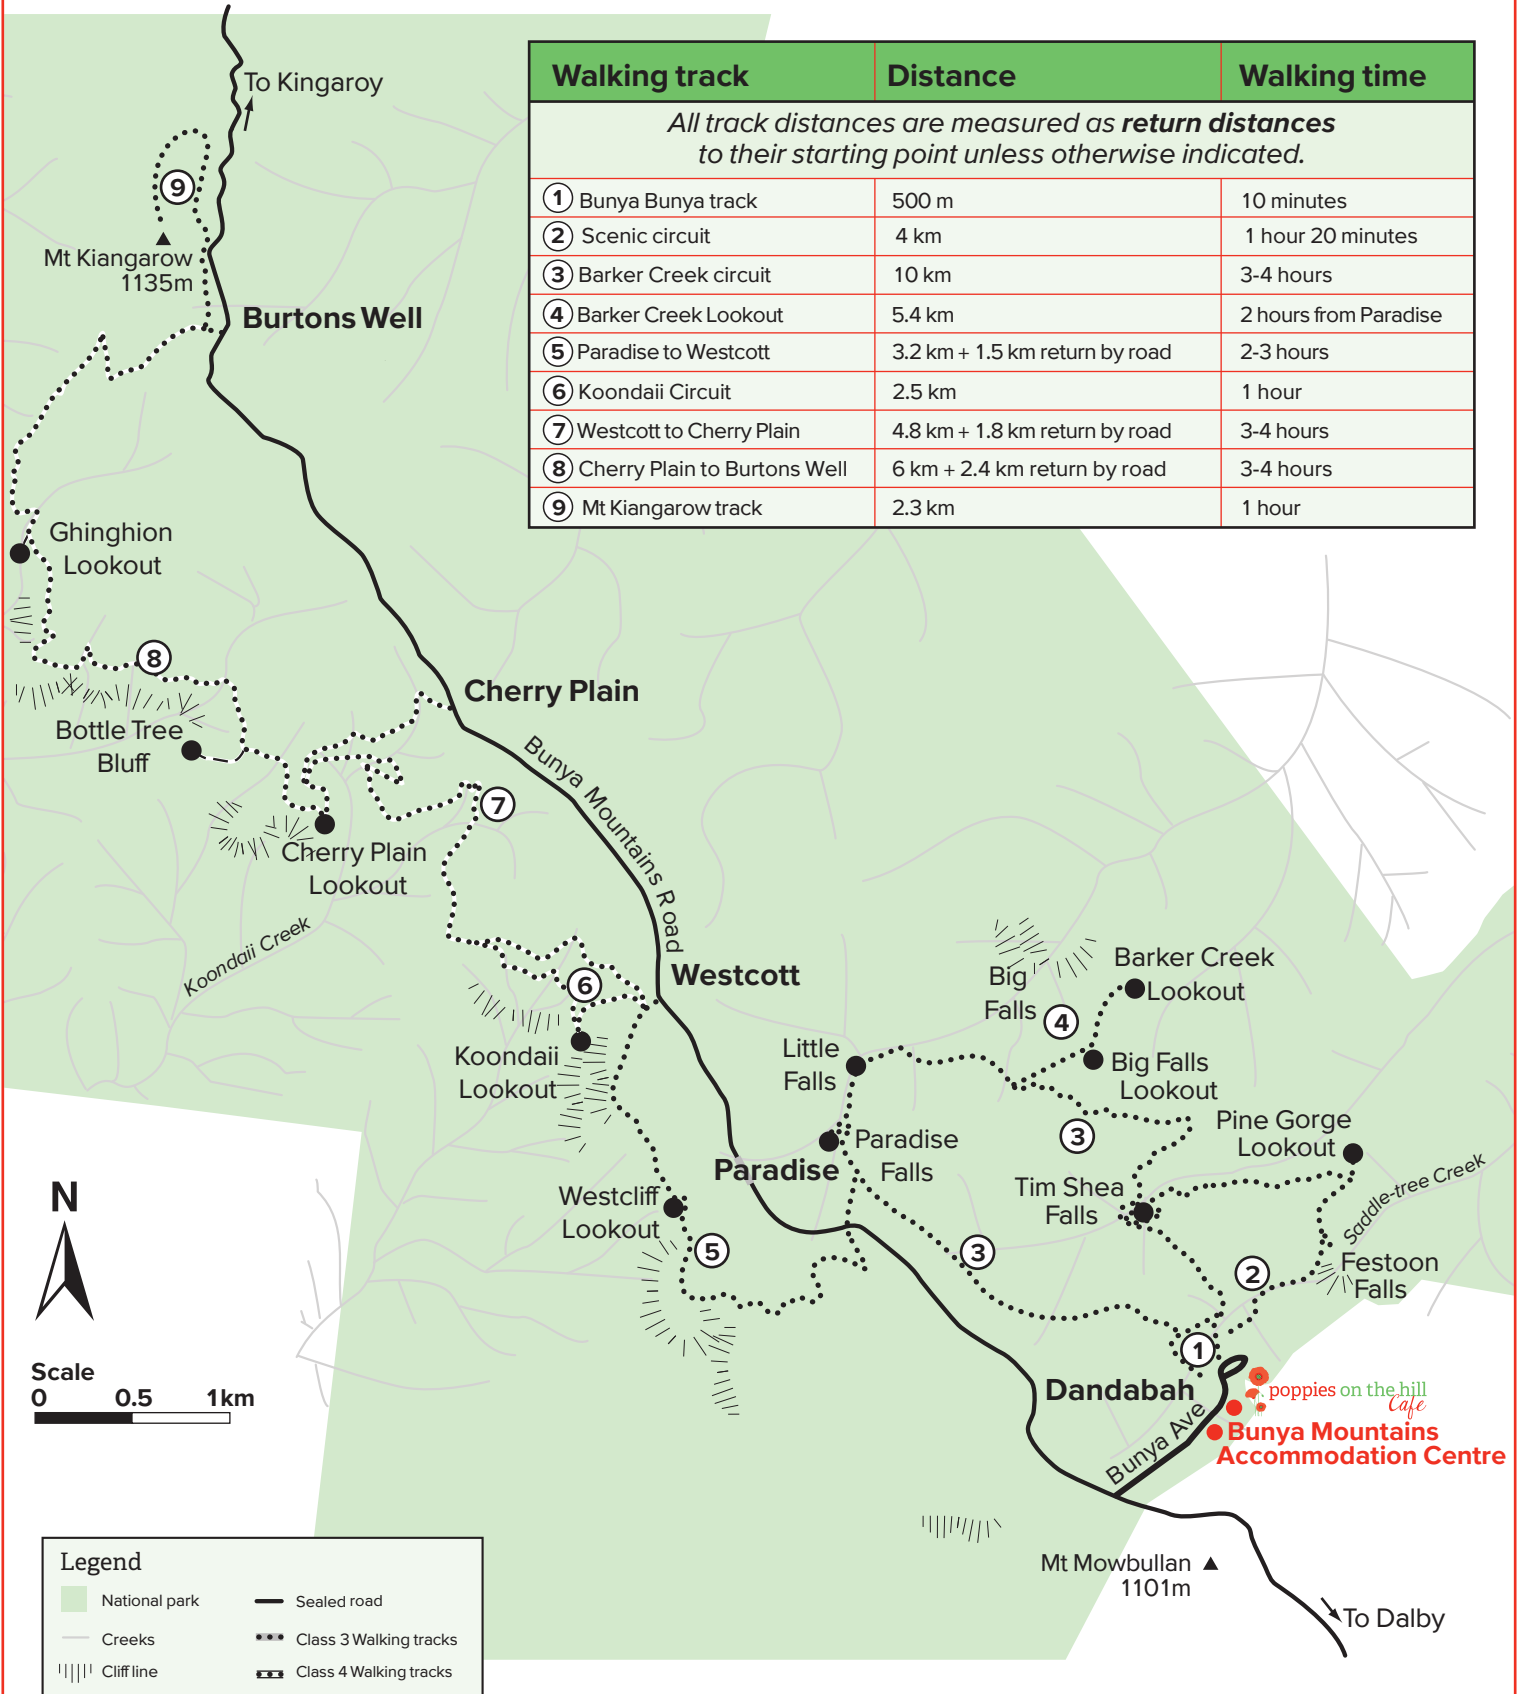 To Kingaroy
Walking track Distance Walking time
All track distances are measured as return distances
to their starting point unless otherwise indicated.
1 Bunya Bunya track 500 m 10 minutes
2 Scenic circuit 4 km 1 hour 20 minutes
3 Barker Creek circuit 10 km 3-4 hours
4 Barker Creek Lookout 5.4 km 2 hours from Paradise
5 Paradise to Westcott 3.2 km + 1.5 km return by road 2-3 hours
6 Koondaii Circuit 2.5 km 1 hour
7 Westcott to Cherry Plain 4.8 km + 1.8 km return by road 3-4 hours
8 Cherry Plain to Burtons Well 6 km + 2.4 km return by road 3-4 hours
9 Mt Kiangarow track 2.3 km 1 hour
9
Mt Kiangarow
1135m
Burtons Well
Ghinghion
Lookout
8
Cherry Plain
Bottle Tree
Bluff
Bunya Mountains Road
7
Cherry Plain
Lookout
Koondaii Creek
6
Westcott
Koondaii
Lookout
Big
Falls
4
Barker Creek
Lookout
Little
Falls
Big Falls
Lookout
3
Pine Gorge
Lookout
Paradise
Falls
Paradise
Tim Shea
Falls
Saddle-tree Creek
Westcliff
Lookout
5
3
2
Festoon
Falls
1
N
Scale
0 0.5 1km
Dandabah
Bunya Ave
poppies on the hill
Cafe
Bunya Mountains
Accommodation Centre
Mt Mowbullan
1101m
To Dalby
Legend
National park Sealed road
Creeks Class 3 Walking tracks
Cliff line Class 4 Walking tracks